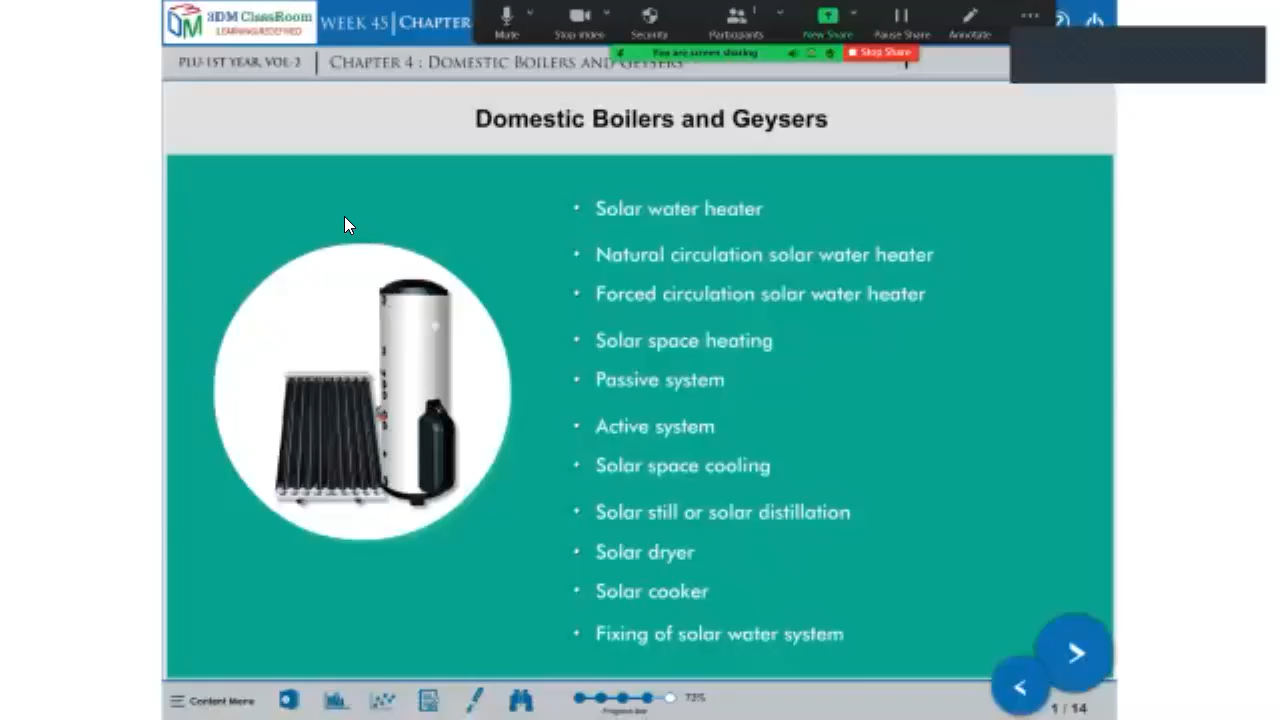 3DM ClassRoom
LEARNING REDEFINED
WEEK 45 | CHAPTER
Mute
Stop Video
Security
Participants
1
New Share
Pause Share
Annotate
You are screen sharing
Stop Share
PLU-1ST YEAR, VOL-2 | CHAPTER 4 : DOMESTIC BOILERS AND GEYSERS
Domestic Boilers and Geysers
• Solar water heater
• Natural circulation solar water heater
• Forced circulation solar water heater
• Solar space heating
• Passive system
• Active system
• Solar space cooling
• Solar still or solar distillation
• Solar dryer
• Solar cooker
• Fixing of solar water system
Content Menu
73%
Progress Bar
1 / 14